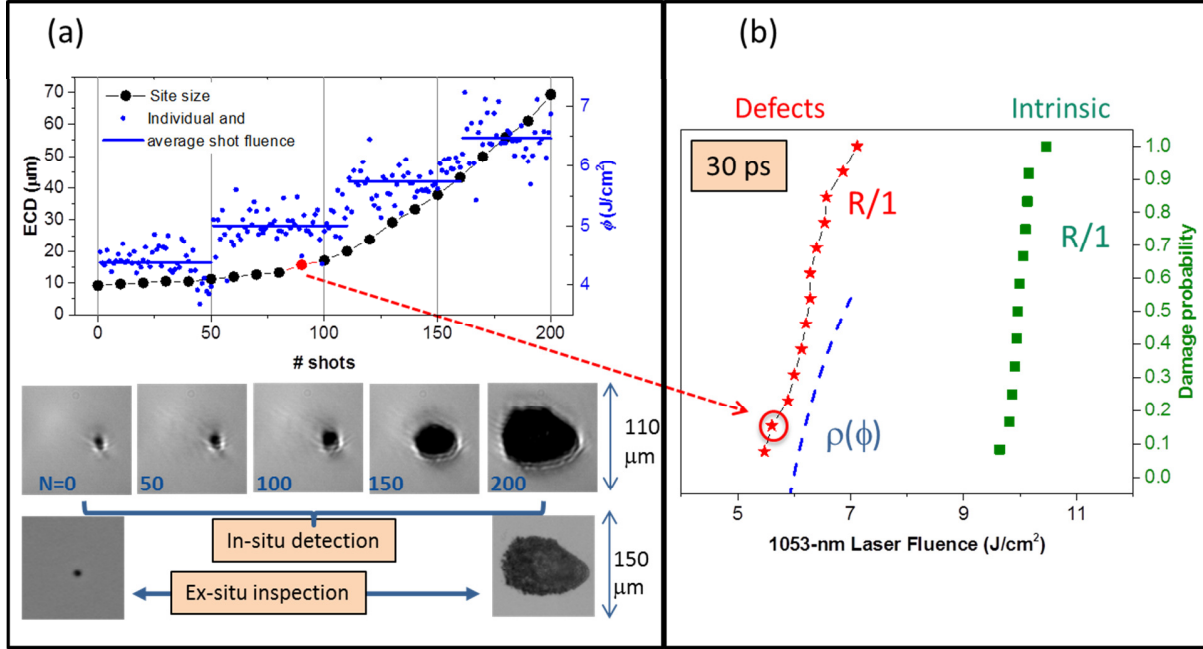 (a)
70
60
50
40
30
20
10
0
ECD (µm)
Site size
Individual and
average shot fluence
7
6
5
4
ϕ (J/cm²)
0
50
100
150
200
# shots
N=0
50
100
150
200
110
µm
In-situ detection
Ex-situ inspection
150
µm
(b)
Defects
Intrinsic
30 ps
R/1
R/1
ρ(ϕ)
1.0
0.9
0.8
0.7
0.6
0.5
0.4
0.3
0.2
0.1
0.0
Damage probability
5
7
9
11
1053-nm Laser Fluence (J/cm²)